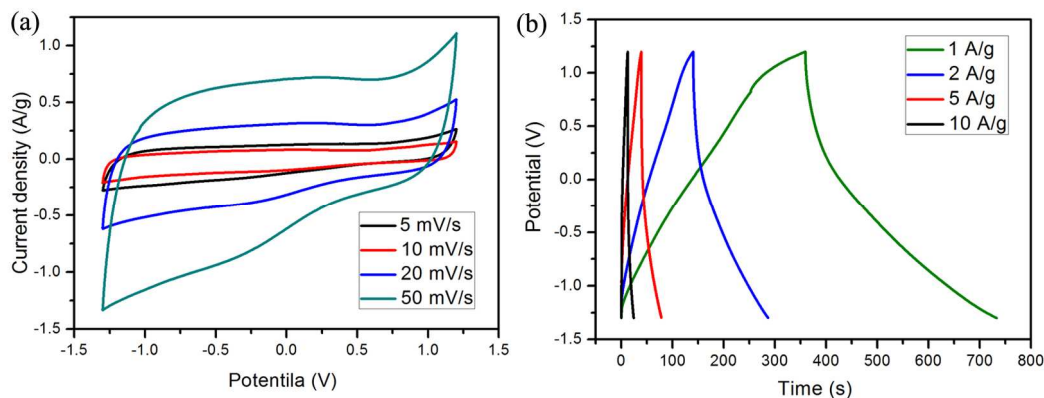 (a)
Current density (A/g)
1.0
0.5
0.0
-0.5
-1.0
-1.5
-1.5 -1.0 -0.5 0.0 0.5 1.0 1.5
Potentila (V)
5 mV/s
10 mV/s
20 mV/s
50 mV/s
(b)
Potential (V)
1.5
1.0
0.5
0.0
-0.5
-1.0
-1.5
0 100 200 300 400 500 600 700 800
Time (s)
1 A/g
2 A/g
5 A/g
10 A/g